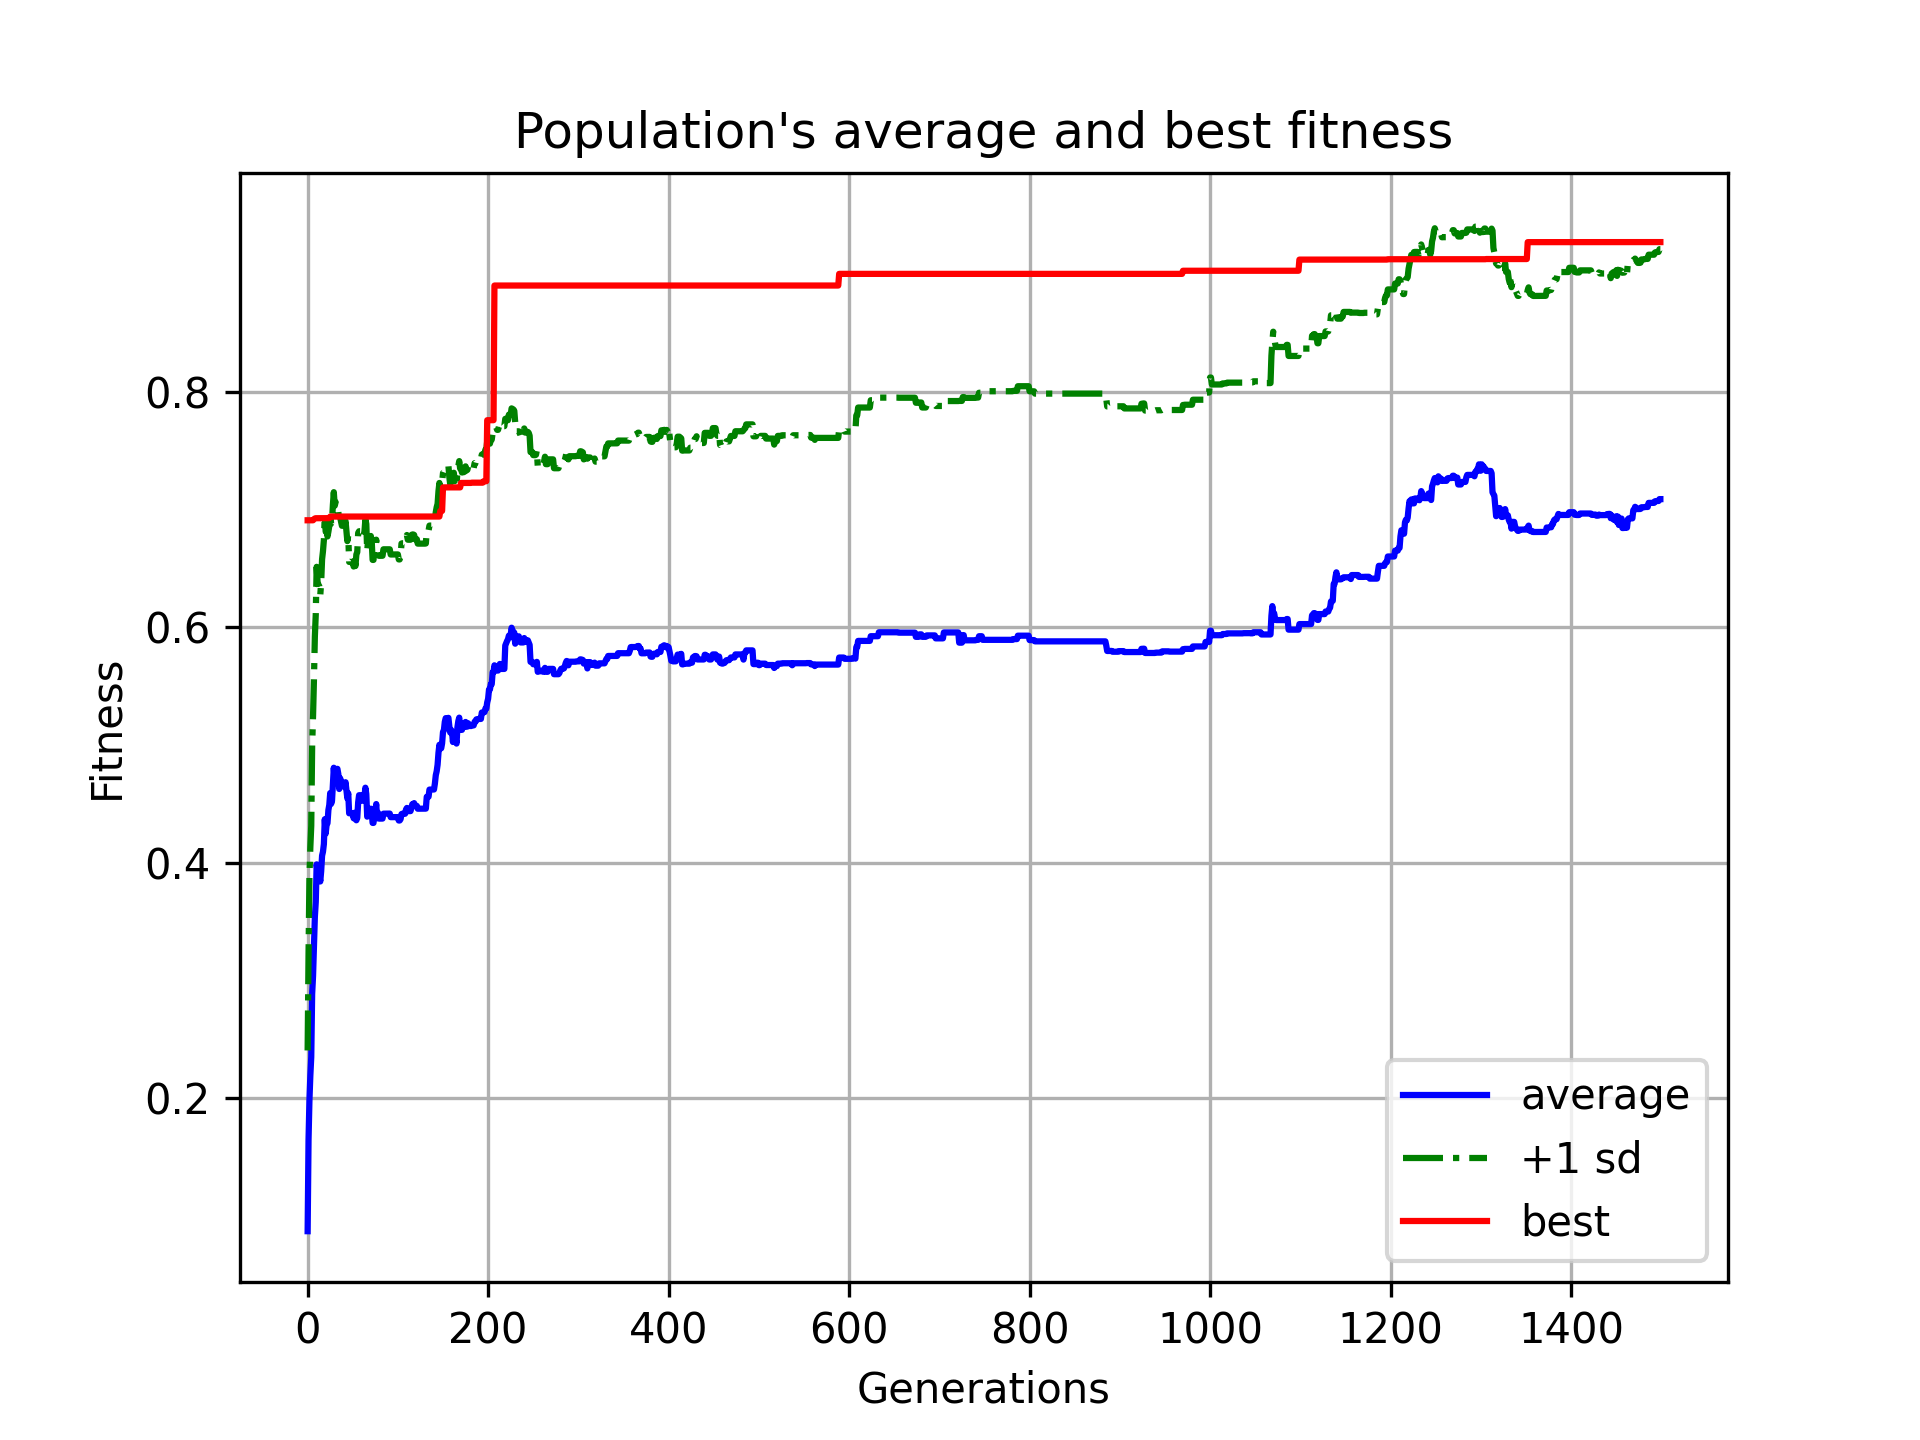 Population's average and best fitness
Fitness
0.8
0.6
0.4
0.2
0 200 400 600 800 1000 1200 1400
Generations
average
+1 sd
best